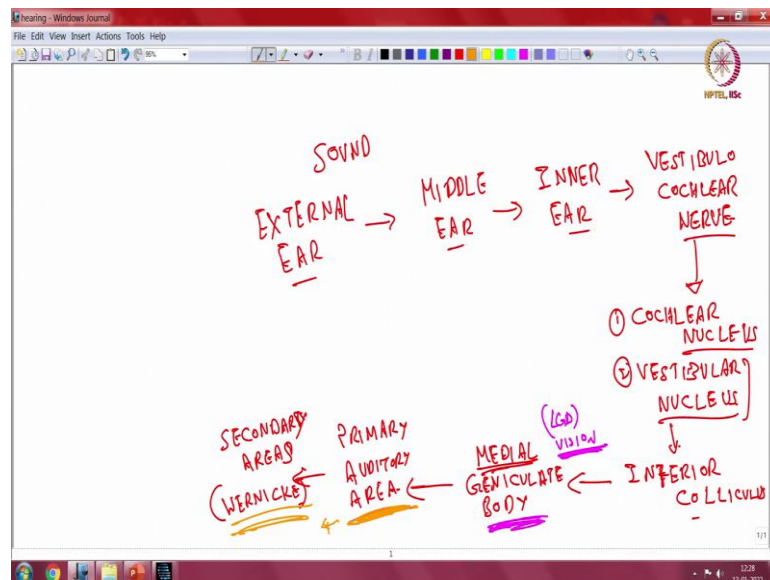 hearing - Windows Journal
File Edit View Insert Actions Tools Help
NPTEL, IISc
SOUND
EXTERNAL
EAR
MIDDLE
EAR
INNER
EAR
VESTIBULO
COCHLEAR
NERVE
① COCHLEAR
NUCLEUS
② VESTIBULAR
NUCLEUS
INFERIOR
COLLICULUS
(LGB)
VISION
MEDIAL
GENICULATE
BODY
PRIMARY
AUDITORY
AREA
SECONDARY
AREAS
(WERNICKE)
1/1
1
12:28